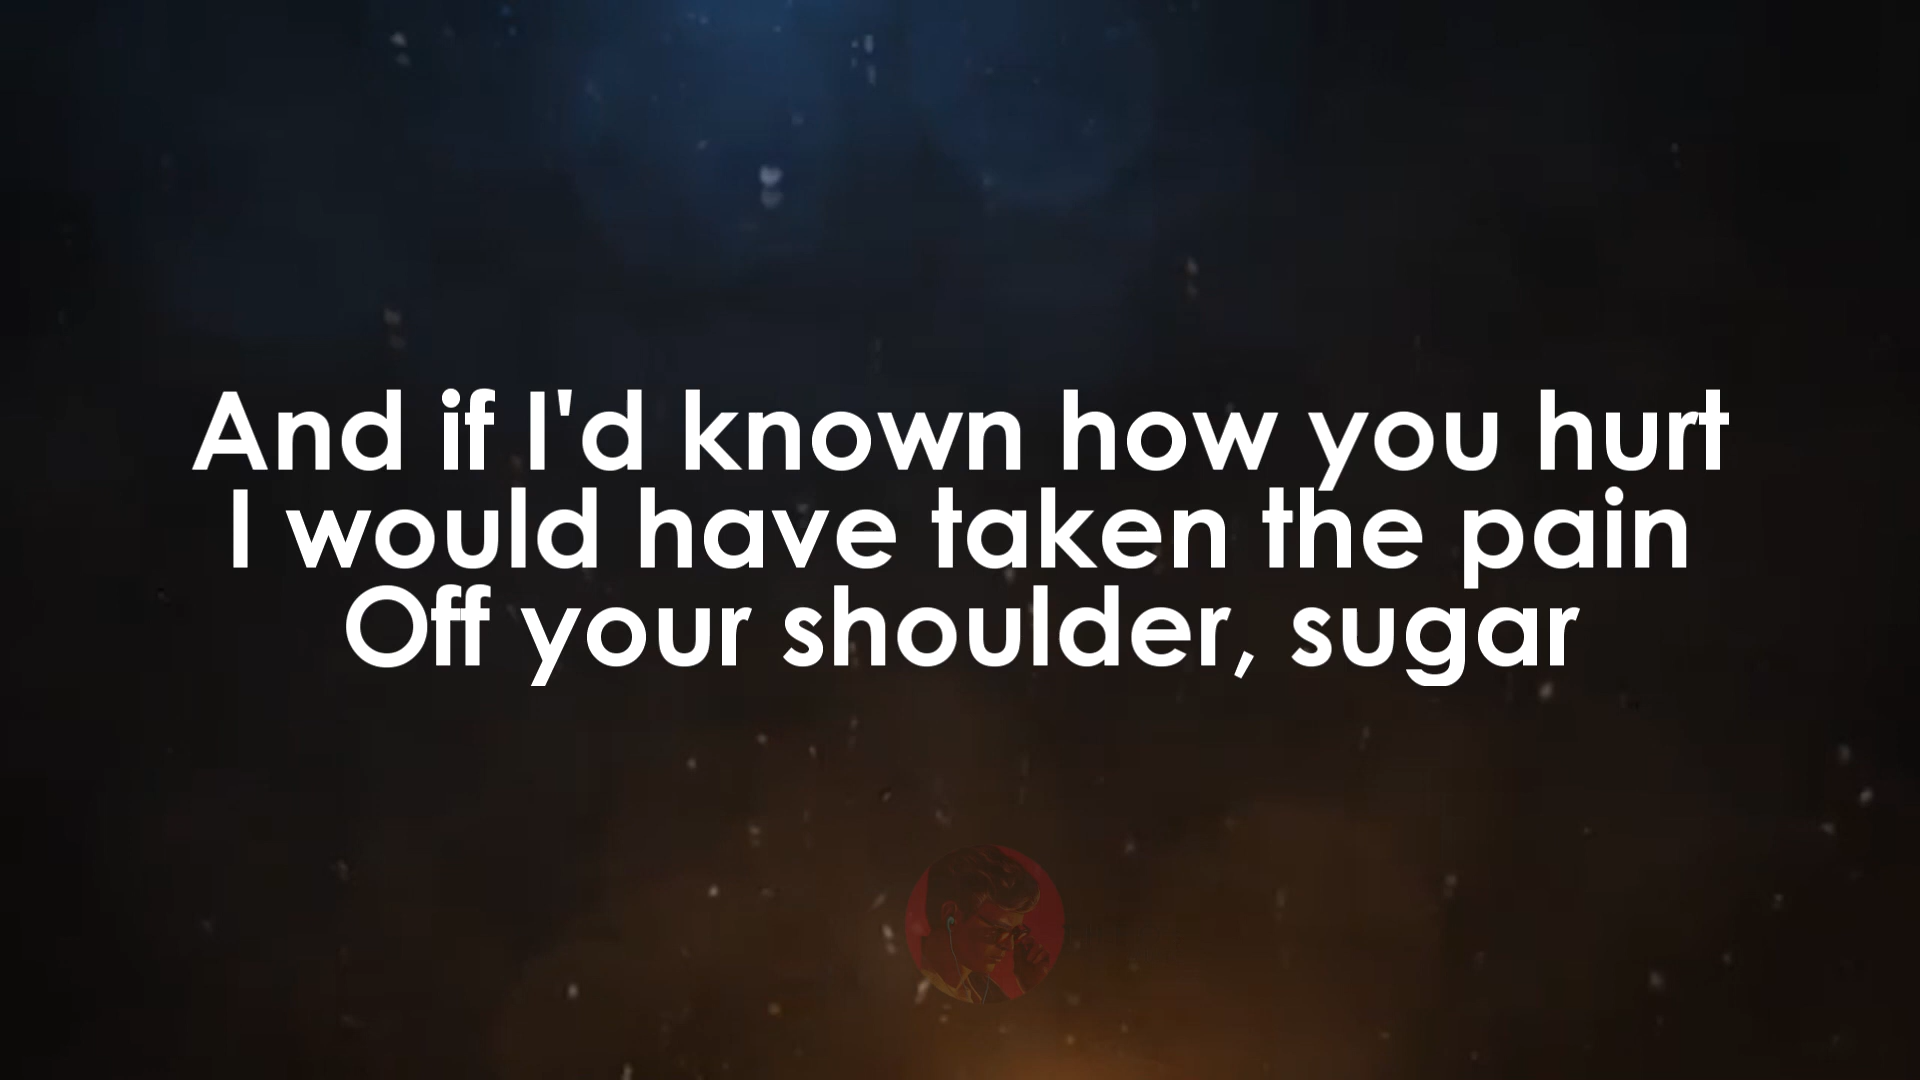 And if I'd known how you hurt
I would have taken the pain
Off your shoulder, sugar